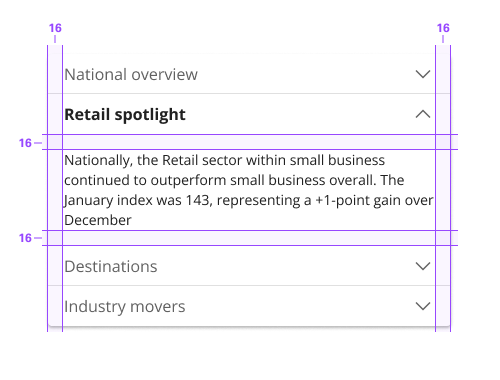 16 16
National overview
Retail spotlight
16
Nationally, the Retail sector within small business
continued to outperform small business overall. The
January index was 143, representing a +1-point gain over
December
16
Destinations
Industry movers